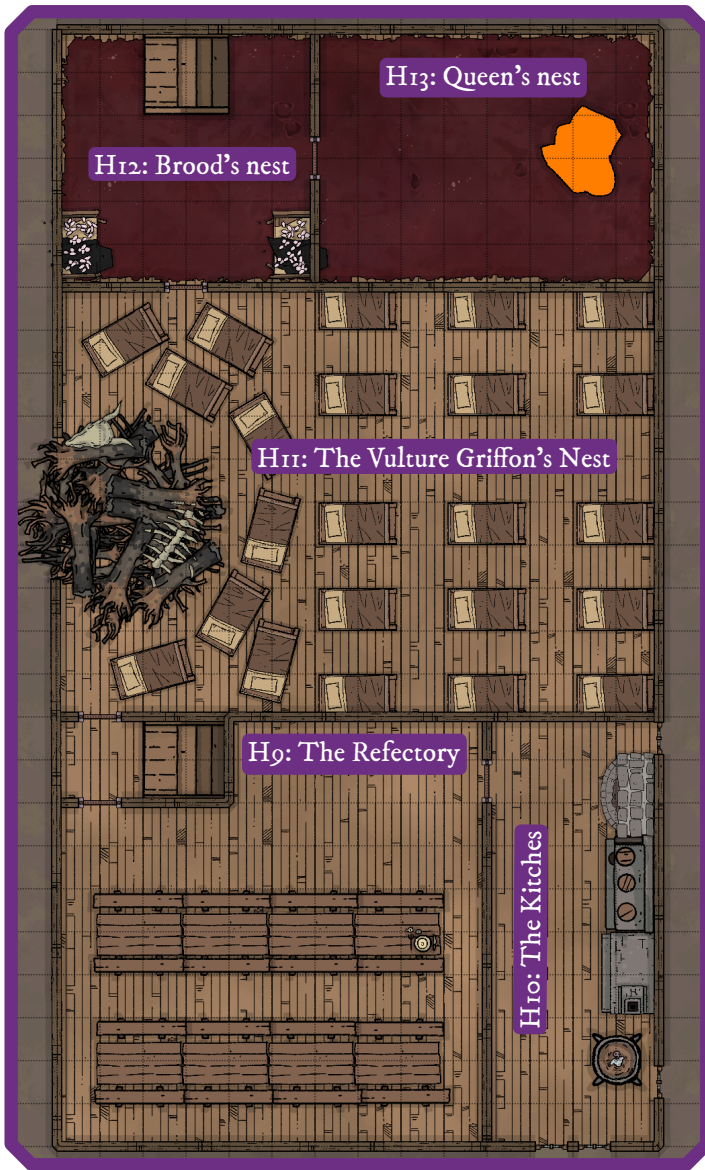 H13: Queen's nest
H12: Brood's nest
H11: The Vulture Griffon's Nest
H9: The Refectory
H10: The Kitches